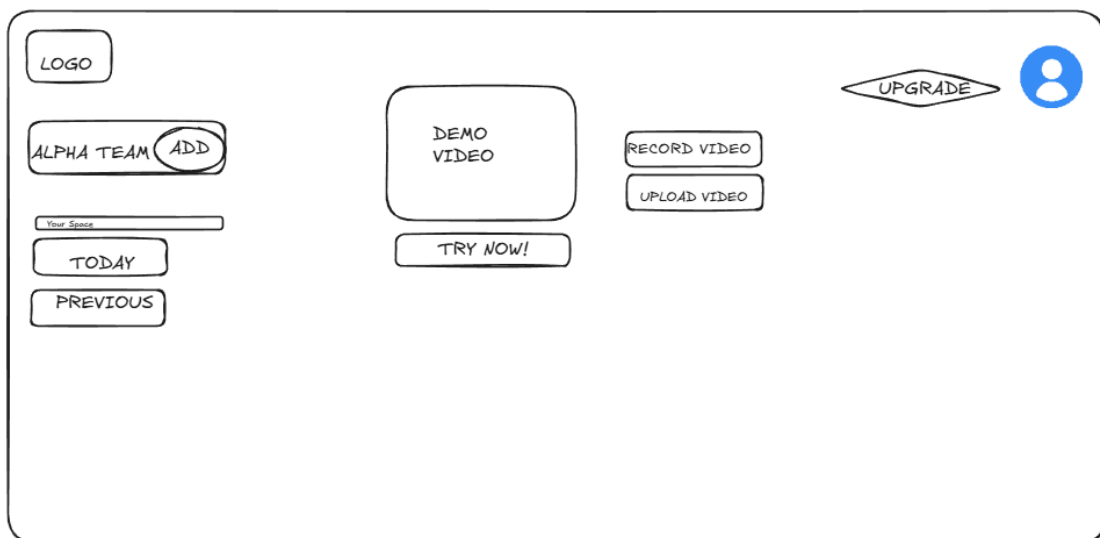 LOGO
UPGRADE
ALPHA TEAM
ADD
Your Space
TODAY
PREVIOUS
DEMO
VIDEO
TRY NOW!
RECORD VIDEO
UPLOAD VIDEO